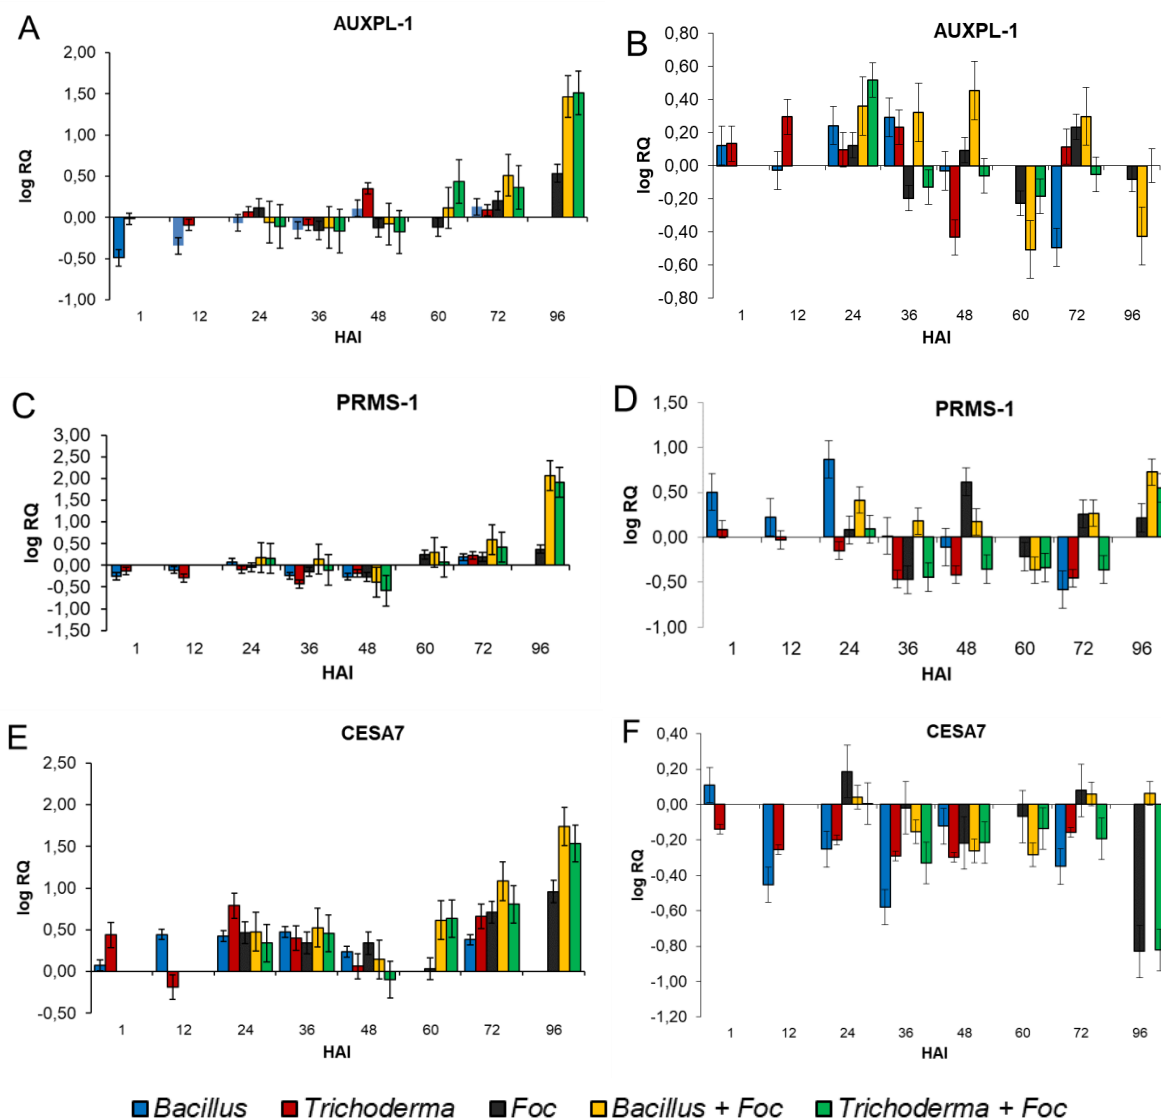 A
AUXPL-1
2,00
1,50
1,00
0,50
0,00
-0,50
-1,00
log RQ
1 12 24 36 48 60 72 96
HAI
B
AUXPL-1
0,80
0,60
0,40
0,20
0,00
-0,20
-0,40
-0,60
-0,80
log RQ
1 12 24 36 48 60 72 96
HAI
C
PRMS-1
3,00
2,50
2,00
1,50
1,00
0,50
0,00
-0,50
-1,00
-1,50
log RQ
1 12 24 36 48 60 72 96
HAI
D
PRMS-1
1,50
1,00
0,50
0,00
-0,50
-1,00
log RQ
1 12 24 36 48 60 72 96
HAI
E
CESA7
2,50
2,00
1,50
1,00
0,50
0,00
-0,50
log RQ
1 12 24 36 48 60 72 96
HAI
F
CESA7
0,40
0,20
0,00
-0,20
-0,40
-0,60
-0,80
-1,00
-1,20
log RQ
1 12 24 36 48 60 72 96
HAI
Bacillus Trichoderma Foc Bacillus + Foc Trichoderma + Foc